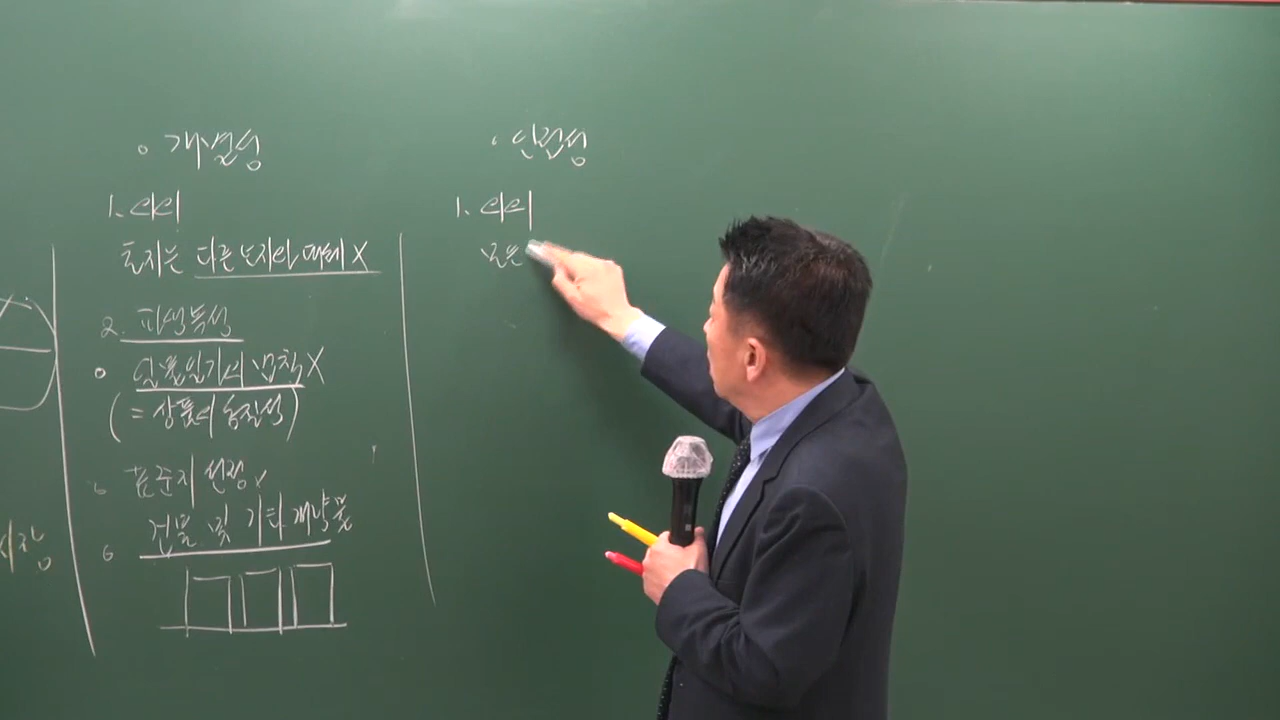 개별성
1. 의의
토지는 다른 토지와 대체 X
2. 파생특성
일물일가의 법칙 X
(= 상품의 동질성)
표준지 선정 x
건물 및 기타 개량물
인접성
1. 의의
모든